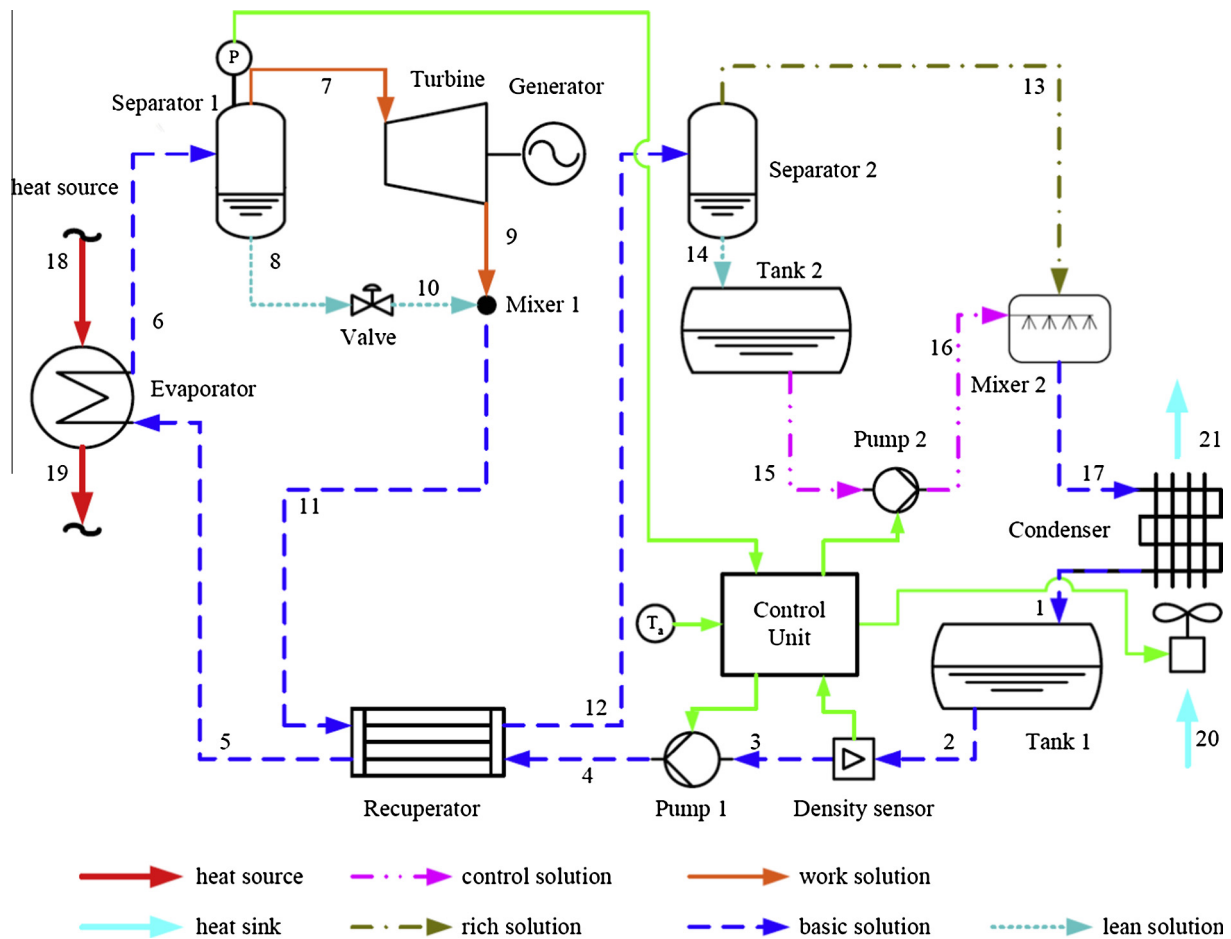 P
7
Turbine
Generator
13
Separator 1
Separator 2
heat source
18
8
9
14
Tank 2
10
Mixer 1
6
Valve
16
Mixer 2
Evaporator
21
Pump 2
19
15
17
11
Condenser
Control
Unit
1
Ta
12
5
4
3
2
Tank 1
20
Recuperator
Pump 1
Density sensor
heat source
control solution
work solution
heat sink
rich solution
basic solution
lean solution